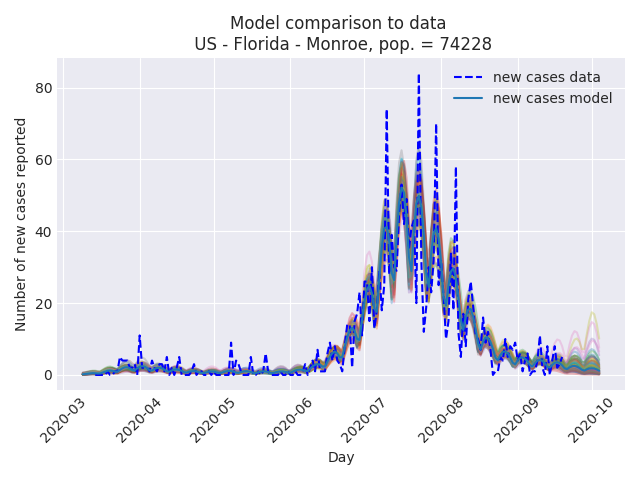 Model comparison to data
US - Florida - Monroe, pop. = 74228
new cases data
new cases model
Number of new cases reported
80
60
40
20
0
2020-03
2020-04
2020-05
2020-06
2020-07
2020-08
2020-09
2020-10
Day